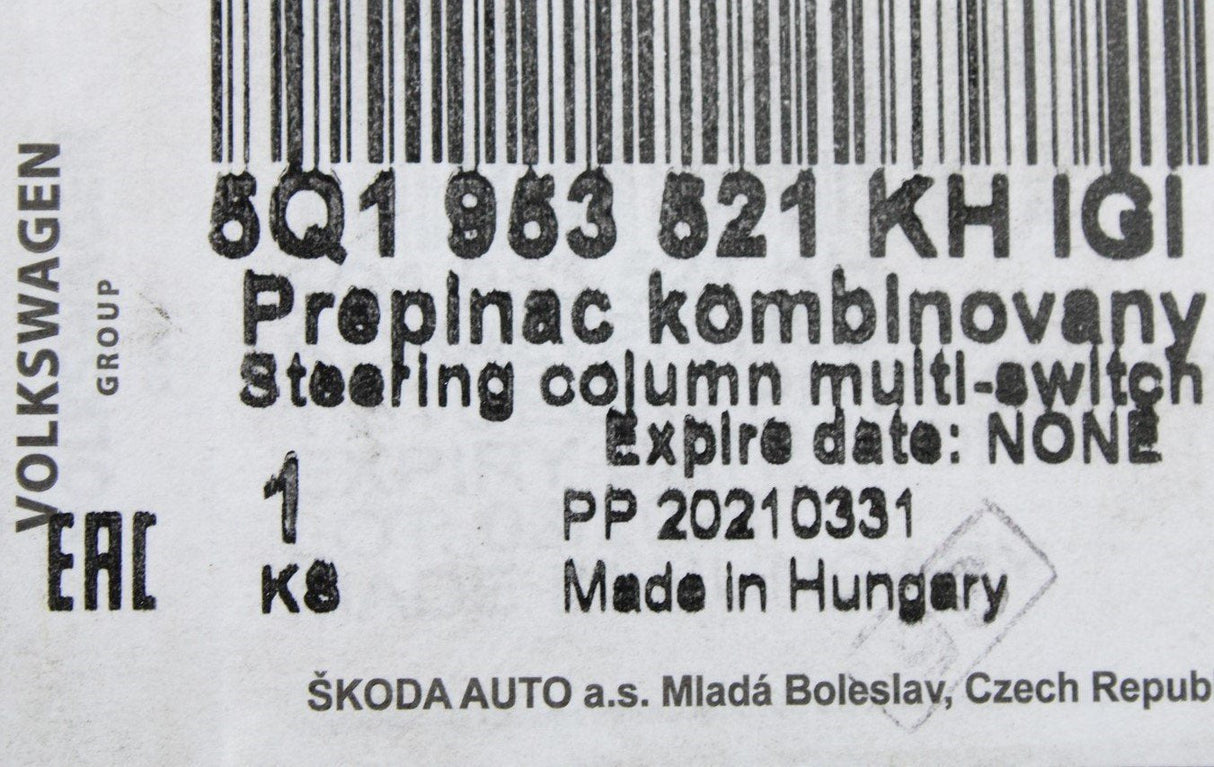 5Q1 953 521 KH IGI
Prepinac kombinovany
Steering column multi-switch
Expire date: NONE
1
PP 20210331
KS
Made in Hungary
ŠKODA AUTO a.s. Mladá Boleslav, Czech Repub
VOLKSWAGEN
GROUP
EAC